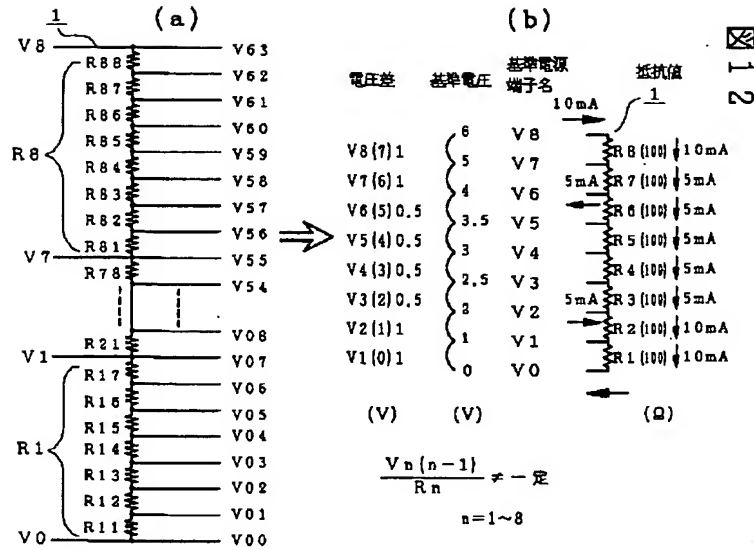 図12
(a)
1
V8
V63
R88
V62
R87
V61
R86
V60
R85
V59
R8
R84
V58
R83
V57
R82
V56
R81
V7
V55
R78
V54
V08
R21
V1
V07
R17
V06
R16
V05
R15
V04
R1
R14
V03
R13
V02
R12
V01
R11
V0
V00
(b)
電圧差 基準電圧 基準電源端子名 抵抗値
10mA 1
6 V8
V8(7)1 R8(100) 10mA
5 V7
V7(6)1 R7(100) 5mA
4 V6 5mA
V6(5)0.5 R6(100) 5mA
3.5 V5
V5(4)0.5 R5(100) 5mA
3 V4
V4(3)0.5 R4(100) 5mA
2.5 V3
V3(2)0.5 R3(100) 5mA
2 V2 5mA
V2(1)1 R2(100) 10mA
1 V1
V1(0)1 R1(100) 10mA
0 V0
(V) (V) (Ω)
Vn(n-1)
Rn
≠一定
n=1~8